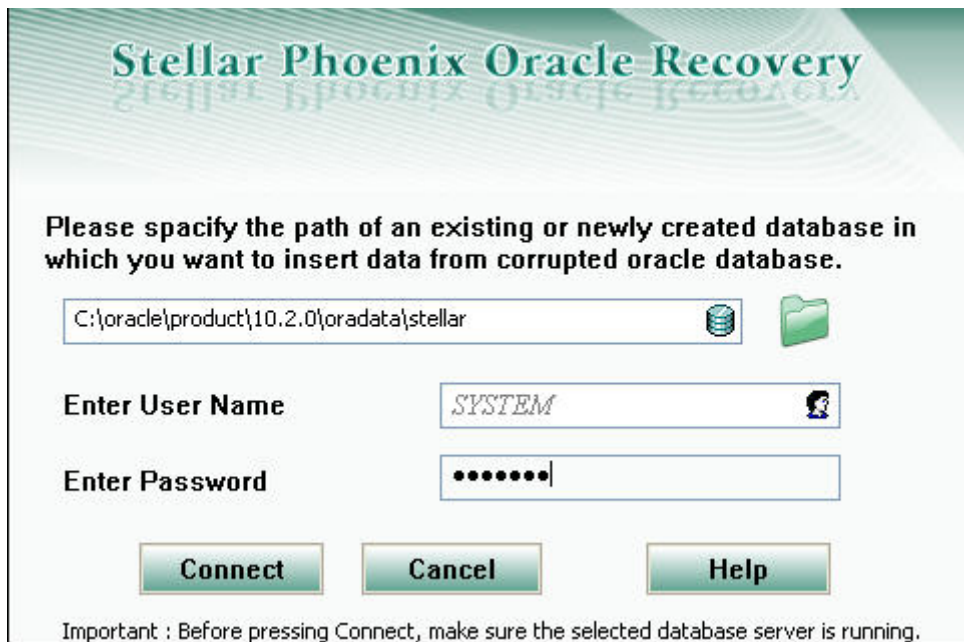 Stellar Phoenix Oracle Recovery
Please spacify the path of an existing or newly created database in
which you want to insert data from corrupted oracle database.
C:\oracle\product\10.2.0\oradata\stellar
Enter User Name
SYSTEM
Enter Password
•••••••
Connect
Cancel
Help
Important : Before pressing Connect, make sure the selected database server is running.